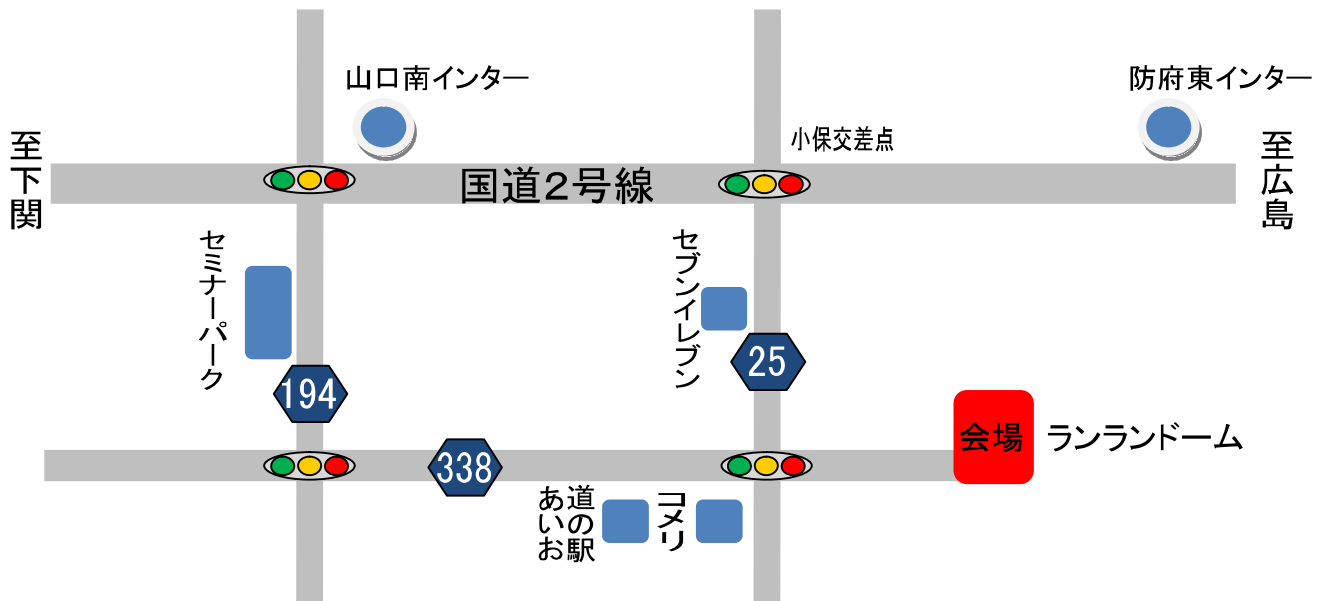 山口南インター
防府東インター
小保交差点
至下関
国道2号線
至広島
セミナーパーク
セブンイレブン
25
194
会場
ランランドーム
338
道の駅
あいお
コメリ